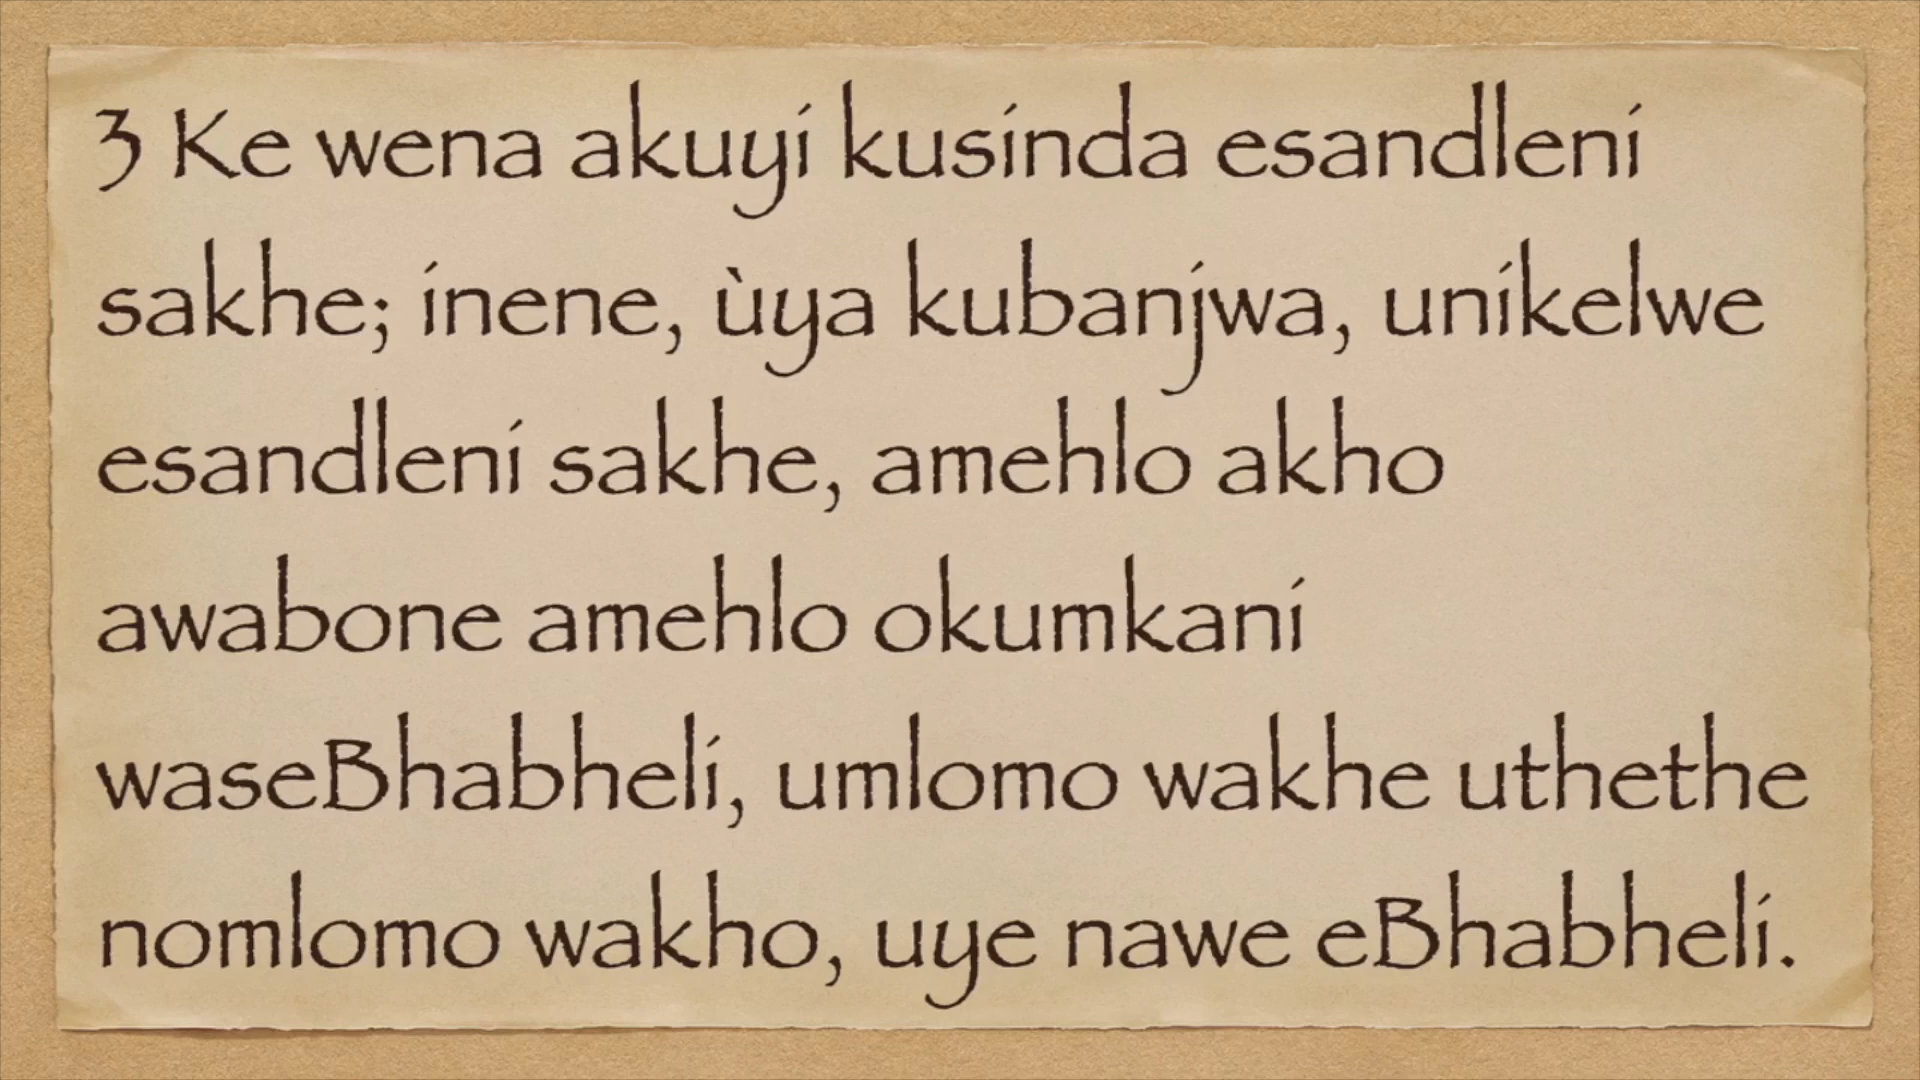 3 Ke wena akuyi kusinda esandleni
sakhe; inene, ùya kubanjwa, unikelwe
esandleni sakhe, amehlo akho
awabone amehlo okumkani
waseBhabheli, umlomo wakhe uthethe
nomlomo wakho, uye nawe eBhabheli.